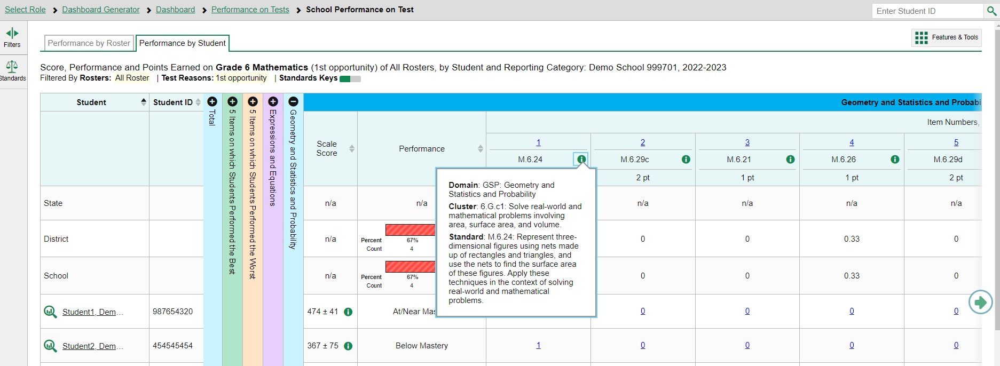 Select Role > Dashboard Generator > Dashboard > Performance on Tests > School Performance on Test
Enter Student ID
Filters
Standards
Performance by Roster
Performance by Student
Features & Tools
Score, Performance and Points Earned on Grade 6 Mathematics (1st opportunity) of All Rosters, by Student and Reporting Category: Demo School 999701, 2022-2023
Filtered By Rosters: All Roster | Test Reasons: 1st opportunity | Standards Keys
Student
Student ID
Total
5 Items on which Students Performed the Best
5 Items on which Students Performed the Worst
Expressions and Equations
Geometry and Statistics and Probability
Geometry and Statistics and Probabi
Item Numbers,
Scale
Score
Performance
1 2 3 4 5
M.6.24 M.6.29c M.6.21 M.6.26 M.6.29d
2 pt 1 pt 1 pt 2 pt
Domain: GSP: Geometry and
Statistics and Probability
Cluster: 6.G.c1: Solve real-world and
mathematical problems involving
area, surface area, and volume.
Standard: M.6.24: Represent three-
dimensional figures using nets made
up of rectangles and triangles, and
use the nets to find the surface area
of these figures. Apply these
techniques in the context of solving
real-world and mathematical
problems.
State n/a n/a n/a n/a n/a n/a
District n/a 0 0 0.33 0
Percent 67%
Count 4
School n/a 0 0 0.33 0
Percent 67%
Count 4
Student1, Dem... 987654320 474 ± 41 At/Near Mas 0 0 0 0
Student2, Dem... 454545454 367 ± 75 Below Mastery 1 0 0 0 0